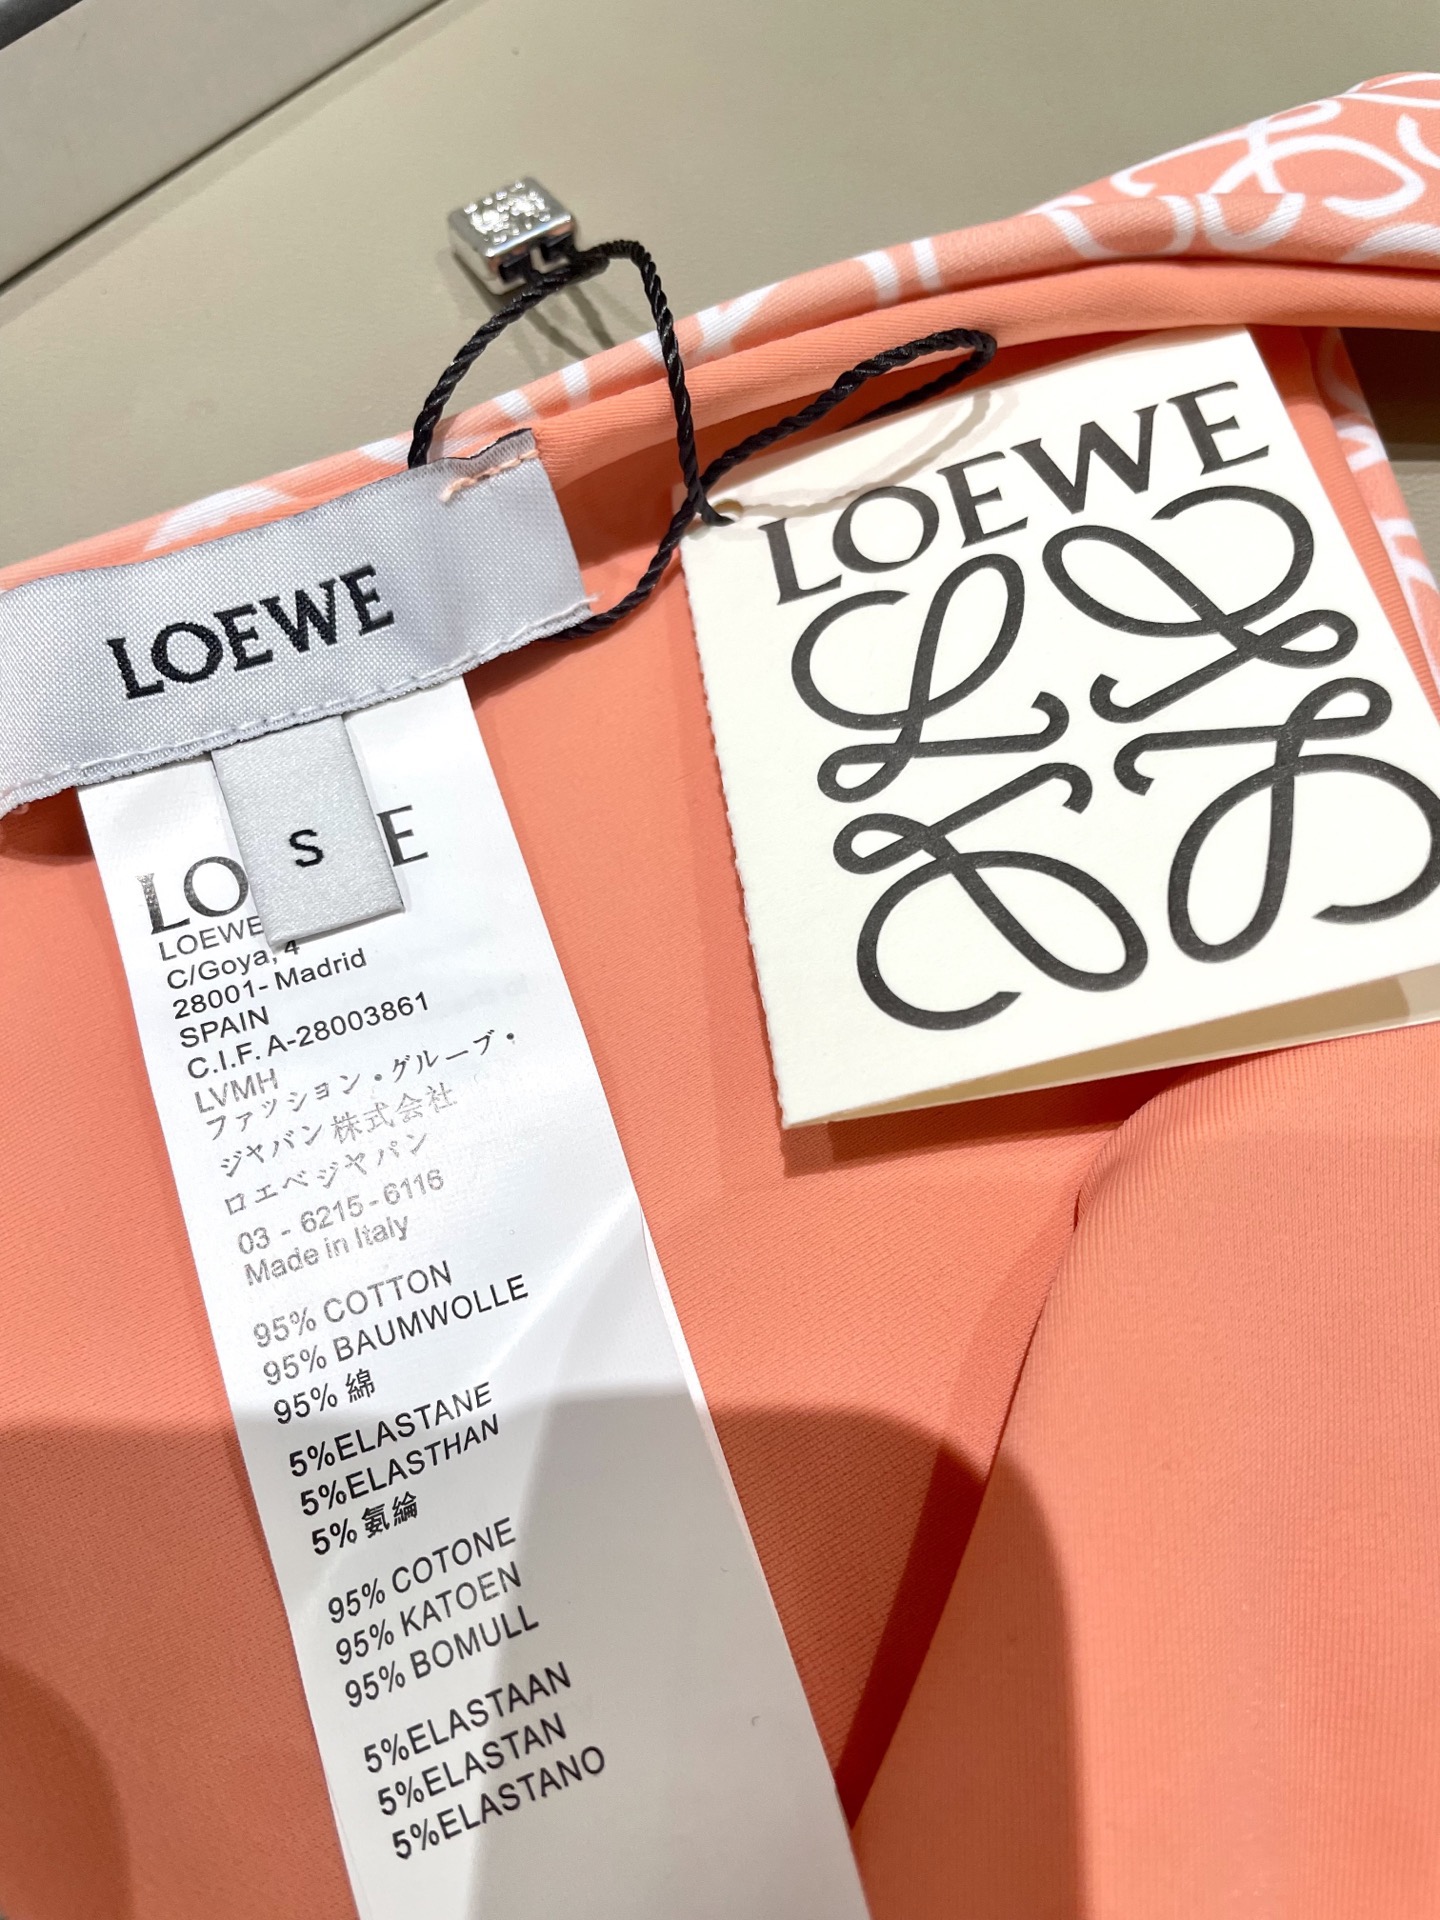 LOEWE
LOEWE
S
LO E
LOEWE
C/Goya, 4
28001- Madrid
SPAIN
C.I.F. A-28003861
LVMH
ファッション・グルーブ・
ジャパン株式会社
ロエベジャパン
03 - 6215-6116
Made in Italy
95% COTTON
95% BAUMWOLLE
95% 綿
5%ELASTANE
5%ELASTHAN
5% 氨綸
95% COTONE
95% KATOEN
95% BOMULL
5%ELASTAAN
5%ELASTAN
5%ELASTANO